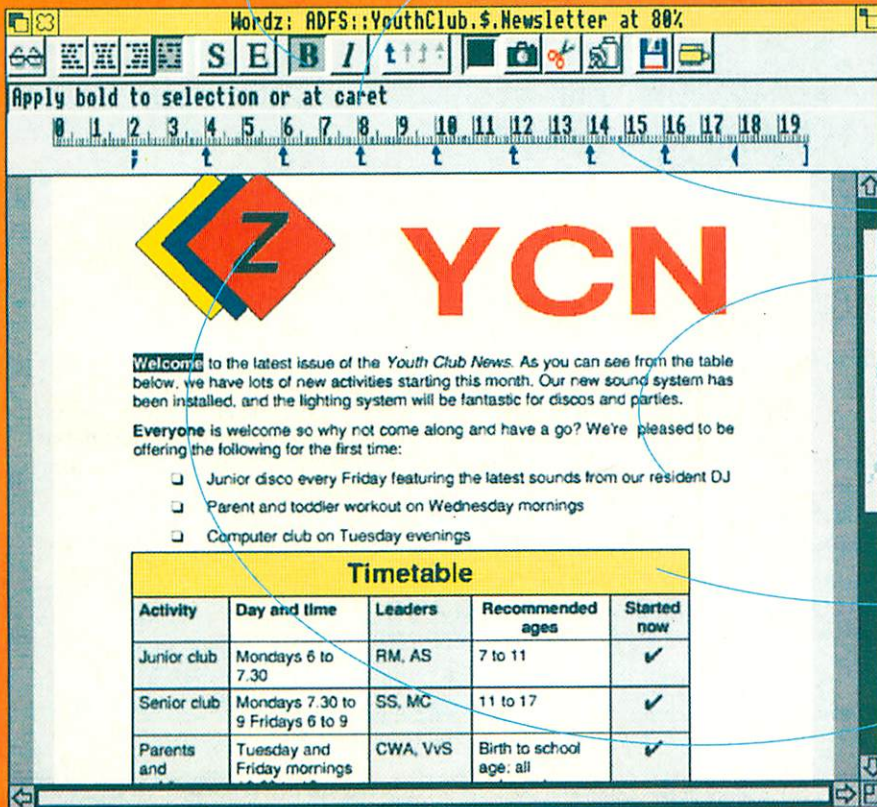 Wordz: ADFS::YouthClub.$.Newsletter at 80%
S E B I
Apply bold to selection or at caret
0 1 2 3 4 5 6 7 8 9 10 11 12 13 14 15 16 17 18 19
Z
YCN
Welcome to the latest issue of the Youth Club News. As you can see from the table
below, we have lots of new activities starting this month. Our new sound system has
been installed, and the lighting system will be fantastic for discos and parties.
Everyone is welcome so why not come along and have a go? We're pleased to be
offering the following for the first time:
Junior disco every Friday featuring the latest sounds from our resident DJ
Parent and toddler workout on Wednesday mornings
Computer club on Tuesday evenings
Timetable
Activity Day and time Leaders Recommended ages Started now
Junior club Mondays 6 to 7.30 RM, AS 7 to 11 ✔
Senior club Mondays 7.30 to 9 Fridays 6 to 9 SS, MC 11 to 17 ✔
Parents and Tuesday and Friday mornings CWA, VvS Birth to school age: all ✔